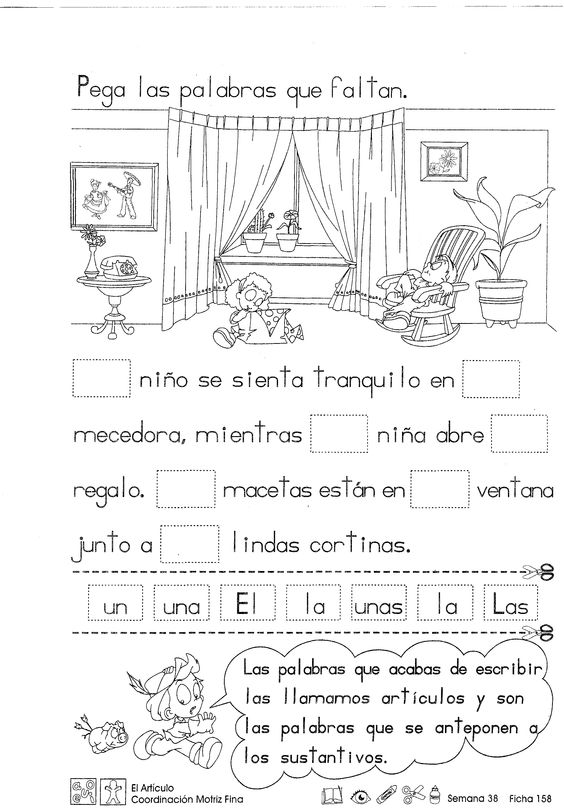 Pega las palabras que faltan.
niño se sienta tranquilo en
mecedora, mientras niña abre
regalo. macetas están en ventana
junto a lindas cortinas.
un una El la unas la Las
Las palabras que acabas de escribir
las llamamos artículos y son
las palabras que se anteponen a
los sustantivos.
El Artículo
Coordinación Motriz Fina
Semana 38 Ficha 158